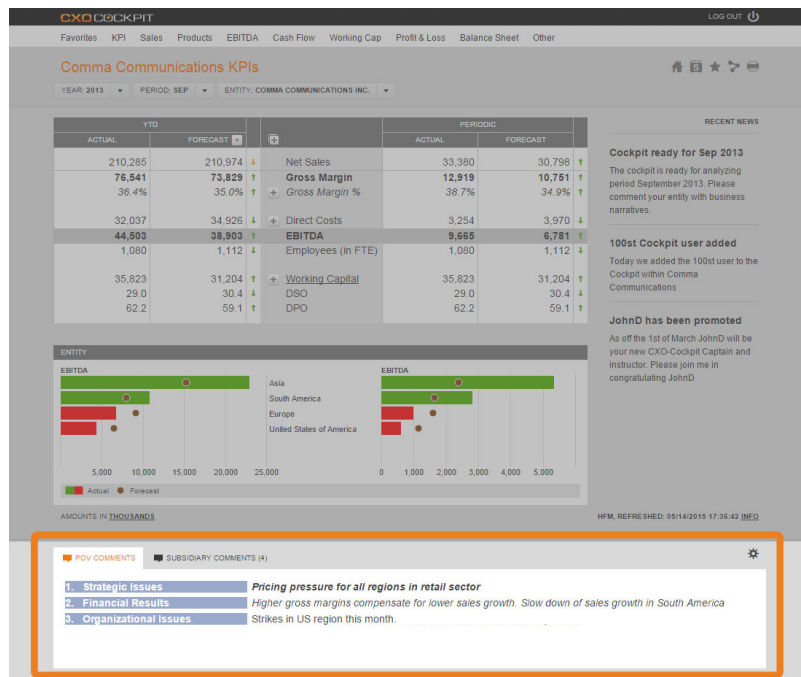 CXO COCKPIT
LOG OUT
Favorites KPI Sales Products EBITDA Cash Flow Working Cap Profit & Loss Balance Sheet Other
Comma Communications KPIs
S
YEAR: 2013 PERIOD: SEP ENTITY: COMMA COMMUNICATIONS INC.
YTD PERIODIC
ACTUAL FORECAST ACTUAL FORECAST
210,285 210,974 Net Sales 33,380 30,798
76,541 73,829 Gross Margin 12,919 10,751
36.4% 35.0% Gross Margin % 38.7% 34.9%
32,037 34,926 Direct Costs 3,254 3,970
44,503 38,903 EBITDA 9,665 6,781
1,080 1,112 Employees (in FTE) 1,080 1,112
35,823 31,204 Working Capital 35,823 31,204
29.0 30.4 DSO 29.0 30.4
62.2 59.1 DPO 62.2 59.1
RECENT NEWS
Cockpit ready for Sep 2013
The cockpit is ready for analyzing
period September 2013. Please
comment your entity with business
narratives.
100st Cockpit user added
Today we added the 100st user to the
Cockpit within Comma
Communications
JohnD has been promoted
As off the 1st of March JohnD will be
your new CXO-Cockpit Captain and
instructor. Please join me in
congratulating JohnD
ENTITY
EBITDA EBITDA
Asia
South America
Europe
United States of America
5,000 10,000 15,000 20,000 25,000 0 1,000 2,000 3,000 4,000 5,000
Actual Forecast
AMOUNTS IN THOUSANDS HFM, REFRESHED: 05/14/2015 17:36:42 INFO
POV COMMENTS SUBSIDIARY COMMENTS (4)
1. Strategic Issues Pricing pressure for all regions in retail sector
2. Financial Results Higher gross margins compensate for lower sales growth. Slow down of sales growth in South America
3. Organizational Issues Strikes in US region this month.